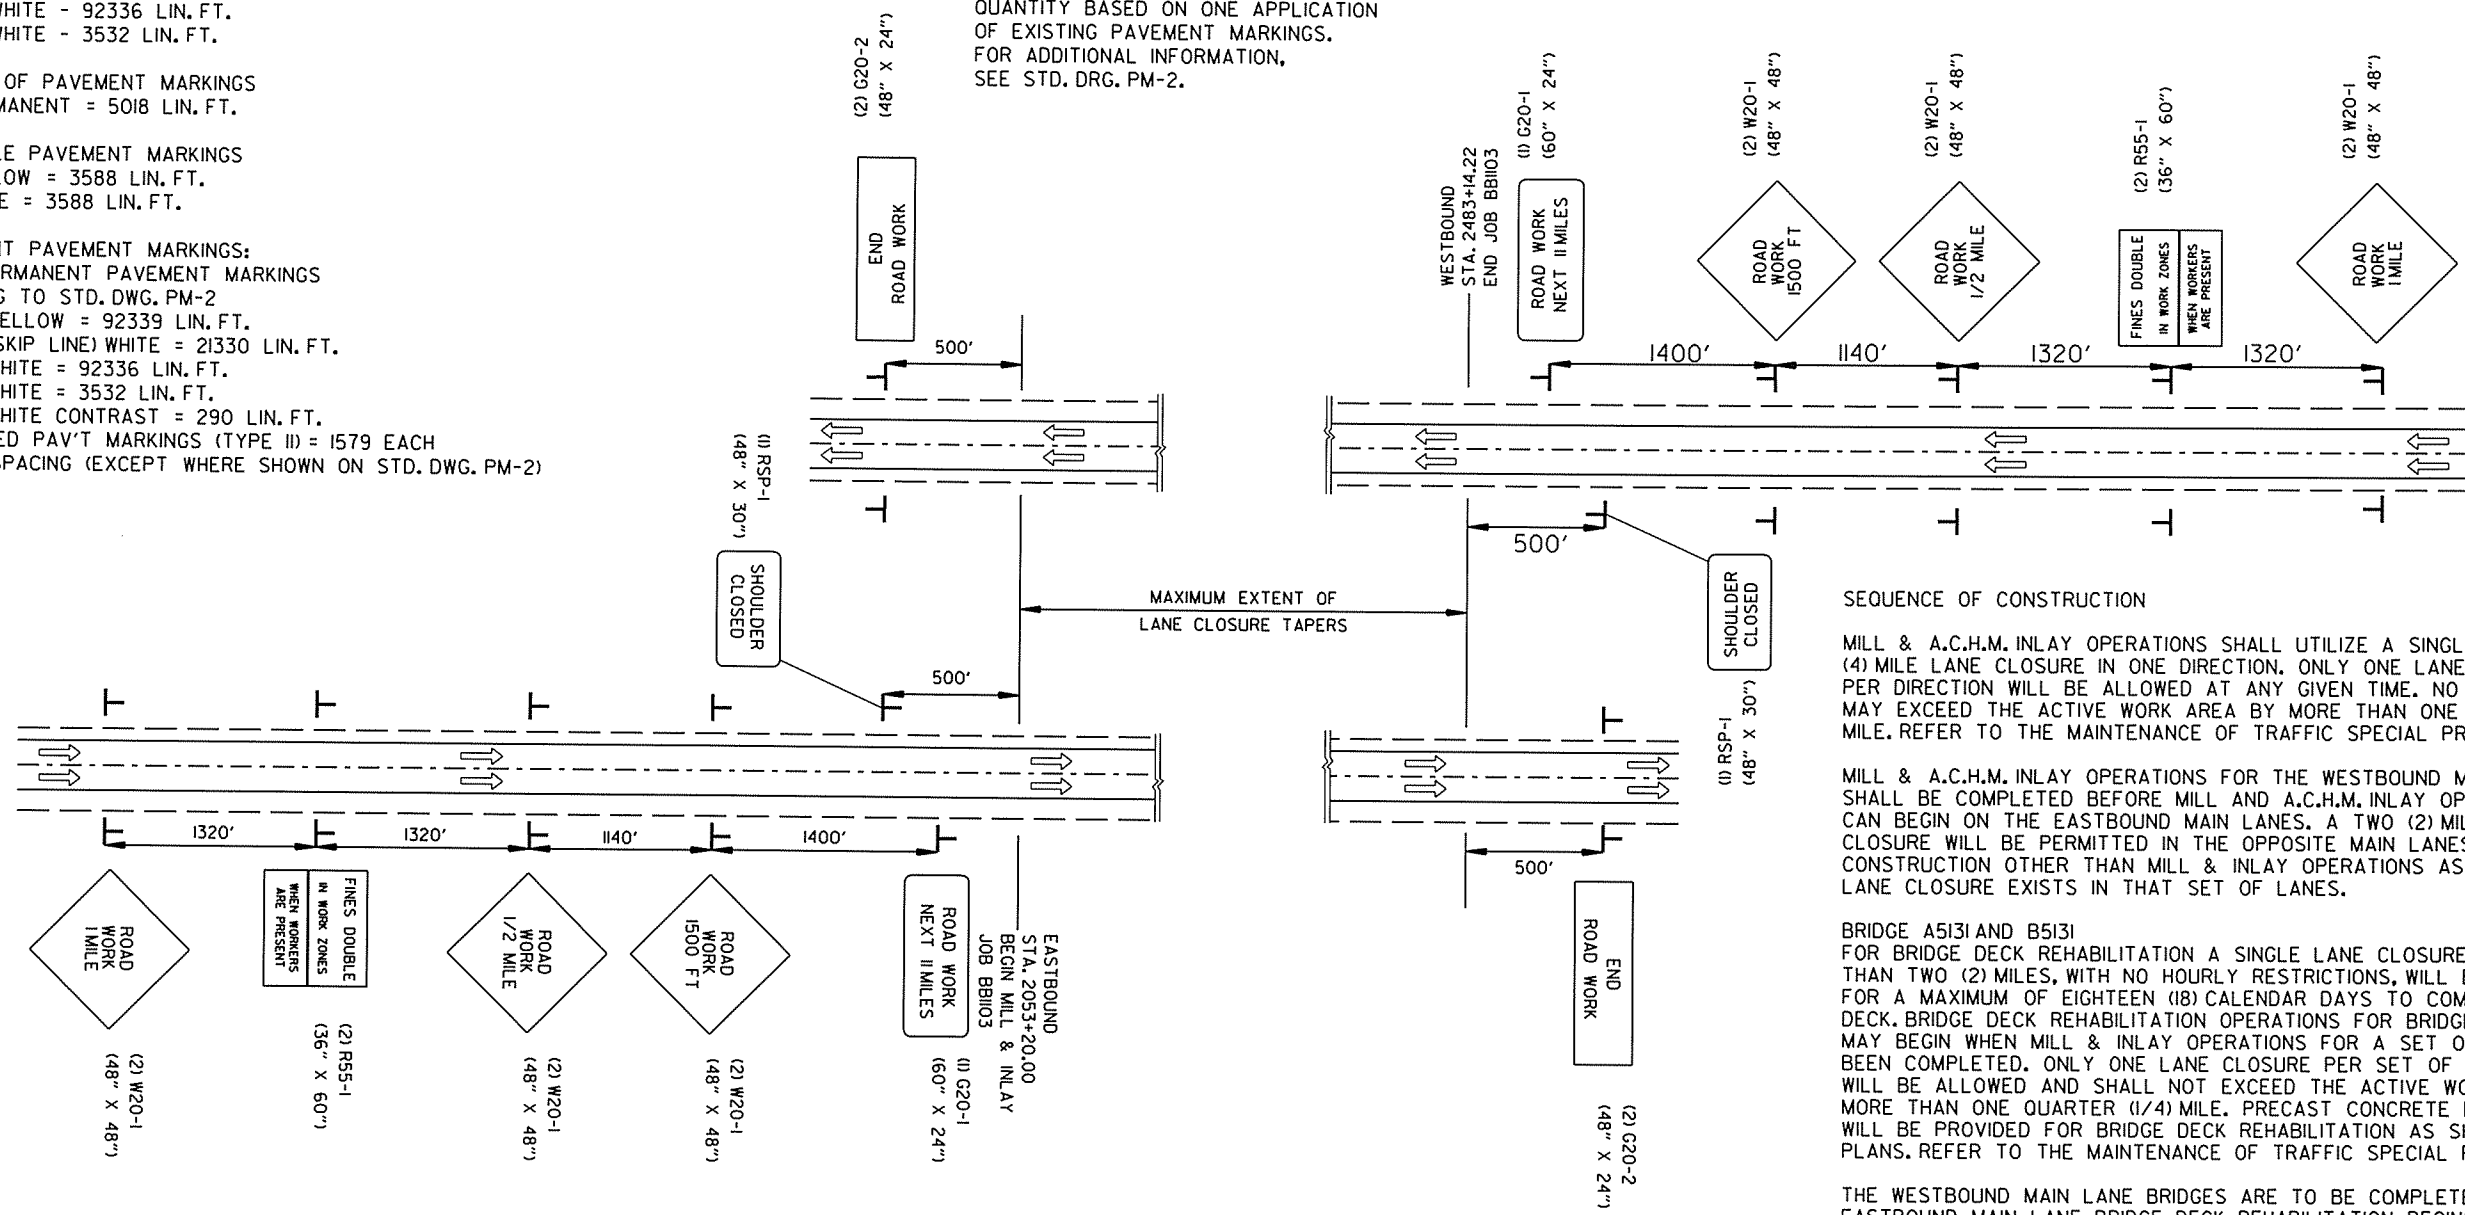 WHITE - 92336 LIN. FT.
WHITE - 3532 LIN. FT.
OF PAVEMENT MARKINGS
MANENT = 5018 LIN. FT.
LE PAVEMENT MARKINGS
LOW = 3588 LIN. FT.
E = 3588 LIN. FT.
T PAVEMENT MARKINGS:
RMANENT PAVEMENT MARKINGS
G TO STD. DWG. PM-2
YELLOW = 92339 LIN. FT.
SKIP LINE) WHITE = 21330 LIN. FT.
WHITE = 92336 LIN. FT.
WHITE = 3532 LIN. FT.
WHITE CONTRAST = 290 LIN. FT.
ED PAV'T MARKINGS (TYPE II) = 1579 EACH
SPACING (EXCEPT WHERE SHOWN ON STD. DWG. PM-2)
QUANTITY BASED ON ONE APPLICATION
OF EXISTING PAVEMENT MARKINGS.
FOR ADDITIONAL INFORMATION,
SEE STD. DRG. PM-2.
(2) G20-2
(48" X 24")
END
ROAD WORK
500'
WESTBOUND
STA. 2483+14.22
END JOB BB1103
(1) G20-1
(60" X 24")
ROAD WORK
NEXT 11 MILES
(2) W20-1
(48" X 48")
ROAD
WORK
1500 FT
(2) W20-1
(48" X 48")
ROAD
WORK
1/2 MILE
(2) R55-1
(36" X 60")
FINES DOUBLE
IN WORK ZONES
WHEN WORKERS
ARE PRESENT
(2) W20-1
(48" X 48")
ROAD
WORK
1 MILE
1400'
1140'
1320'
1320'
(1) RSP-1
(48" X 30")
SHOULDER
CLOSED
500'
500'
SHOULDER
CLOSED
(1) RSP-1
(48" X 30")
MAXIMUM EXTENT OF
LANE CLOSURE TAPERS
1320'
1320'
1140'
1400'
500'
ROAD
WORK
1 MILE
(2) W20-1
(48" X 48")
FINES DOUBLE
IN WORK ZONES
WHEN WORKERS
ARE PRESENT
(2) R55-1
(36" X 60")
ROAD
WORK
1/2 MILE
(2) W20-1
(48" X 48")
ROAD
WORK
1500 FT
(2) W20-1
(48" X 48")
ROAD WORK
NEXT 11 MILES
(1) G20-1
(60" X 24")
EASTBOUND
STA. 2053+20.00
BEGIN MILL & INLAY
JOB BB1103
END
ROAD WORK
(2) G20-2
(48" X 24")
SEQUENCE OF CONSTRUCTION
MILL & A.C.H.M. INLAY OPERATIONS SHALL UTILIZE A SINGL
(4) MILE LANE CLOSURE IN ONE DIRECTION. ONLY ONE LANE
PER DIRECTION WILL BE ALLOWED AT ANY GIVEN TIME. NO
MAY EXCEED THE ACTIVE WORK AREA BY MORE THAN ONE
MILE. REFER TO THE MAINTENANCE OF TRAFFIC SPECIAL PR
MILL & A.C.H.M. INLAY OPERATIONS FOR THE WESTBOUND M
SHALL BE COMPLETED BEFORE MILL AND A.C.H.M. INLAY OP
CAN BEGIN ON THE EASTBOUND MAIN LANES. A TWO (2) MIL
CLOSURE WILL BE PERMITTED IN THE OPPOSITE MAIN LANES
CONSTRUCTION OTHER THAN MILL & INLAY OPERATIONS AS
LANE CLOSURE EXISTS IN THAT SET OF LANES.
BRIDGE A5131 AND B5131
FOR BRIDGE DECK REHABILITATION A SINGLE LANE CLOSURE
THAN TWO (2) MILES, WITH NO HOURLY RESTRICTIONS, WILL B
FOR A MAXIMUM OF EIGHTEEN (18) CALENDAR DAYS TO COM
DECK. BRIDGE DECK REHABILITATION OPERATIONS FOR BRIDG
MAY BEGIN WHEN MILL & INLAY OPERATIONS FOR A SET O
BEEN COMPLETED. ONLY ONE LANE CLOSURE PER SET OF
WILL BE ALLOWED AND SHALL NOT EXCEED THE ACTIVE WO
MORE THAN ONE QUARTER (1/4) MILE. PRECAST CONCRETE
WILL BE PROVIDED FOR BRIDGE DECK REHABILITATION AS S
PLANS. REFER TO THE MAINTENANCE OF TRAFFIC SPECIAL
THE WESTBOUND MAIN LANE BRIDGES ARE TO BE COMPLETE
EASTBOUND MAIN LANE BRIDGE DECK REHABILITATION BEGINS